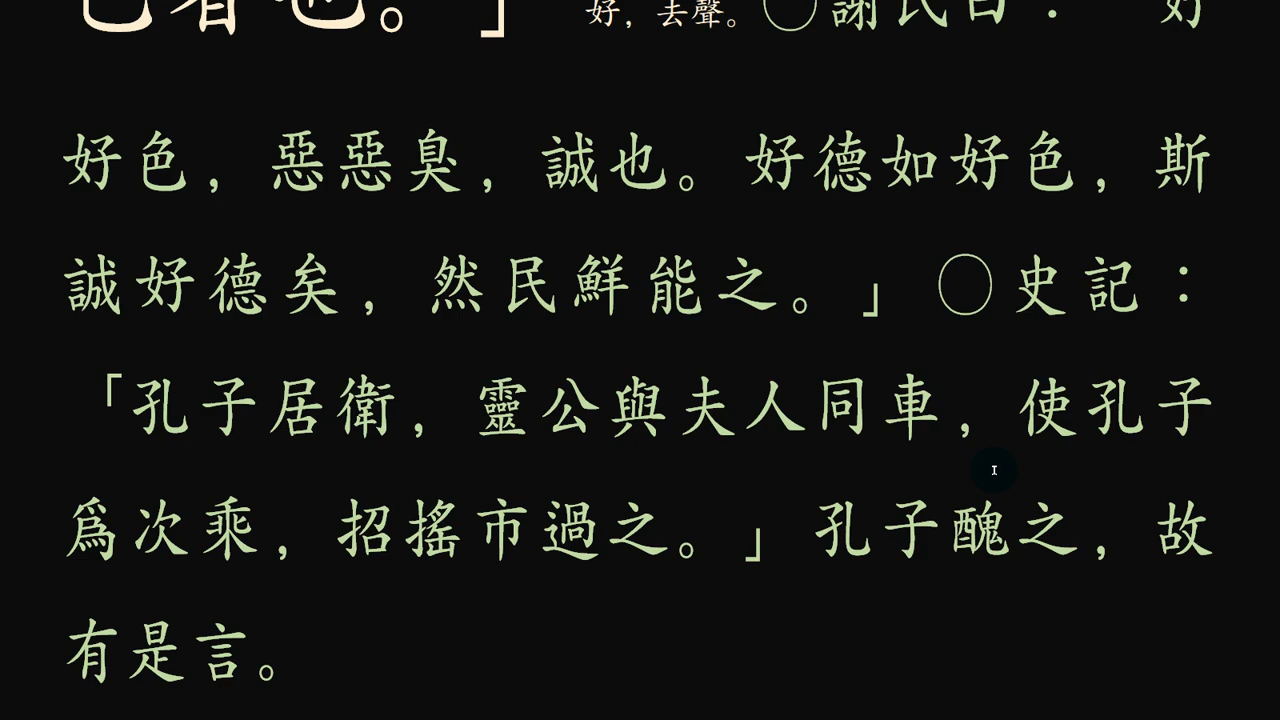 已者也。」好，去聲。○謝氏曰：「好
好色，惡惡臭，誠也。好德如好色，斯
誠好德矣，然民鮮能之。」○史記：
「孔子居衛，靈公與夫人同車，使孔子
爲次乘，招搖市過之。」孔子醜之，故
有是言。